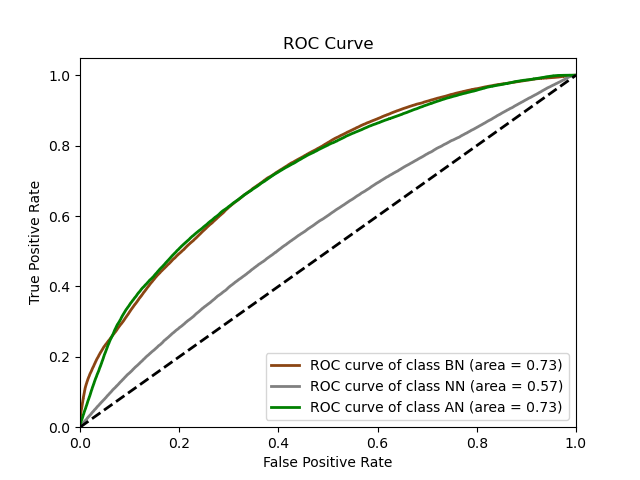 ROC Curve
True Positive Rate
1.0
0.8
0.6
0.4
0.2
0.0
ROC curve of class BN (area = 0.73)
ROC curve of class NN (area = 0.57)
ROC curve of class AN (area = 0.73)
0.0 0.2 0.4 0.6 0.8 1.0
False Positive Rate